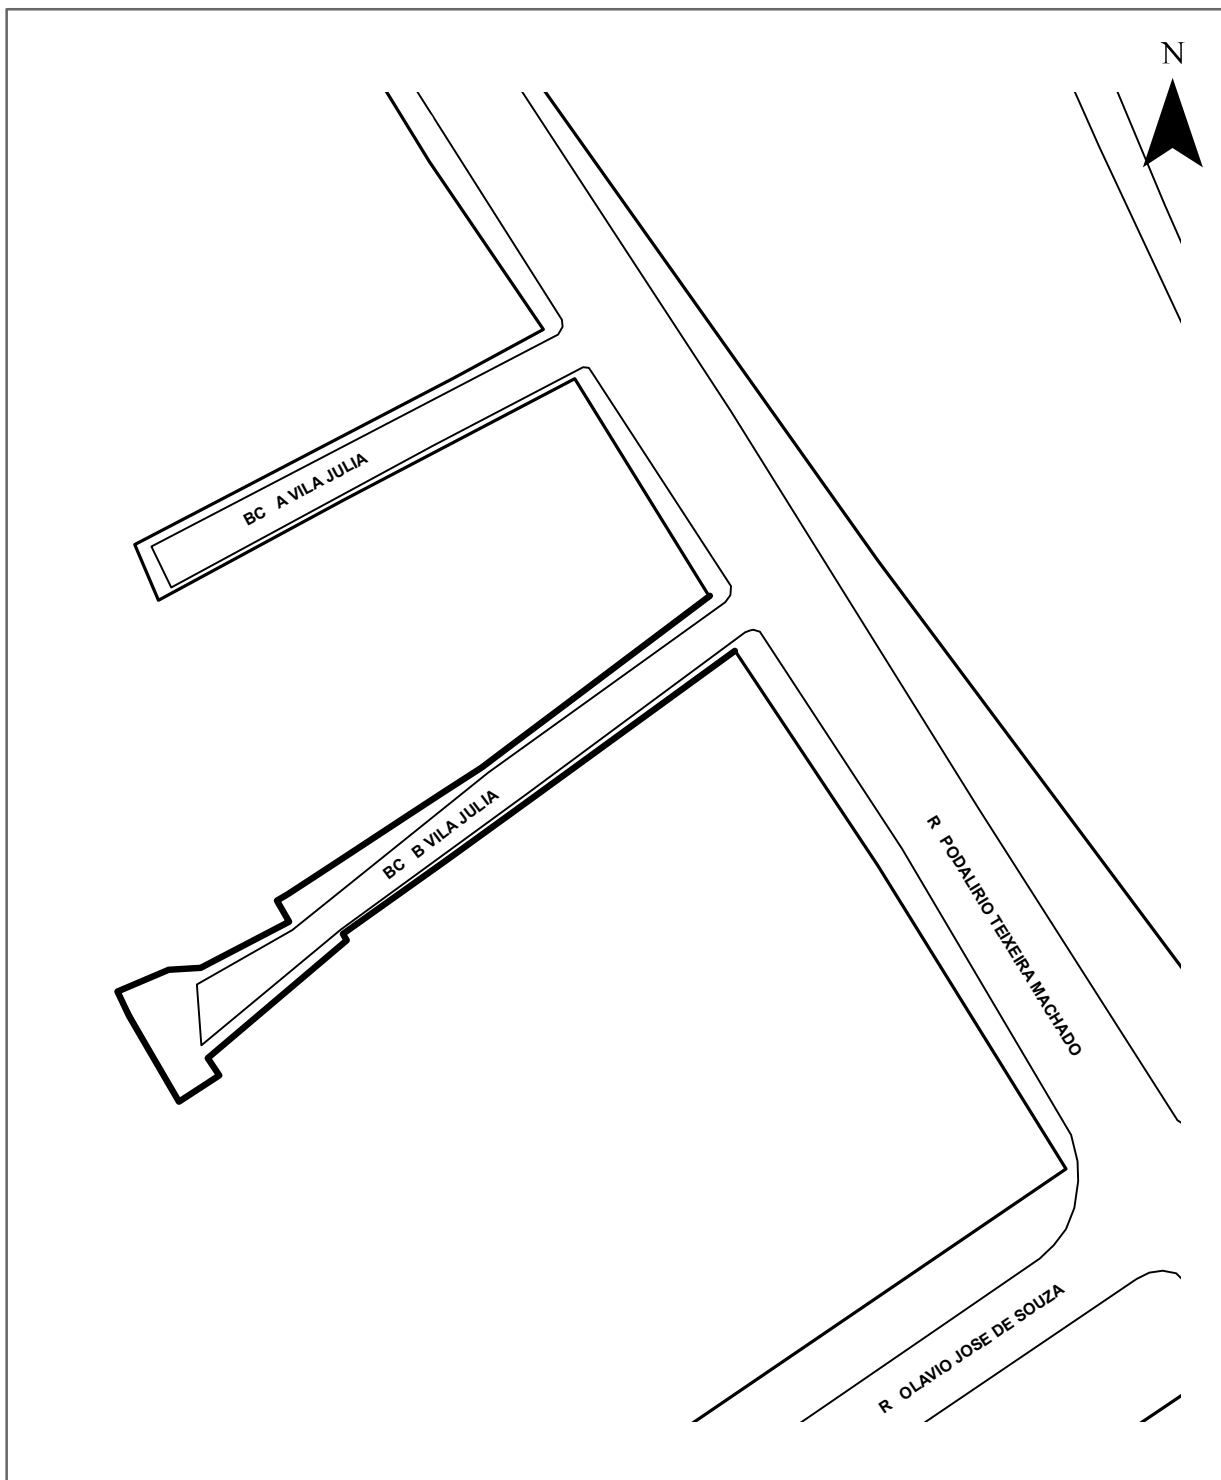 N
BC A VILA JULIA
BC B VILA JULIA
R PODALIRIO TEIXEIRA MACHADO
R OLAVIO JOSE DE SOUZA